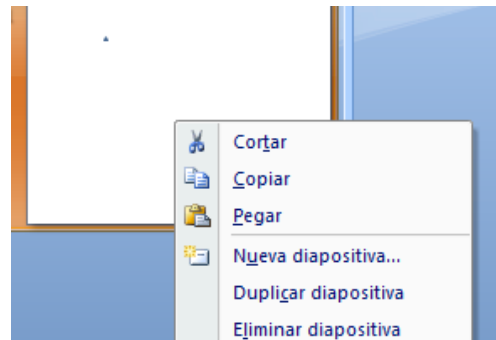 Cortar
Copiar
Pegar
Nueva diapositiva...
Duplicar diapositiva
Eliminar diapositiva